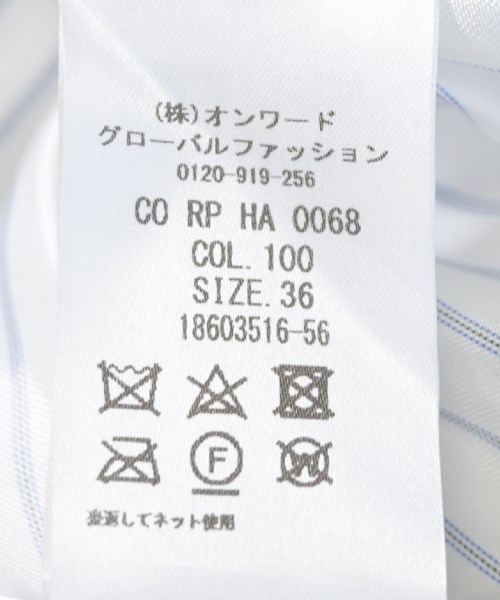 (株)オンワード
グローバルファッション
0120-919-256
CO RP HA 0068
COL. 100
SIZE. 36
18603516-56
F
W
裏返してネット使用